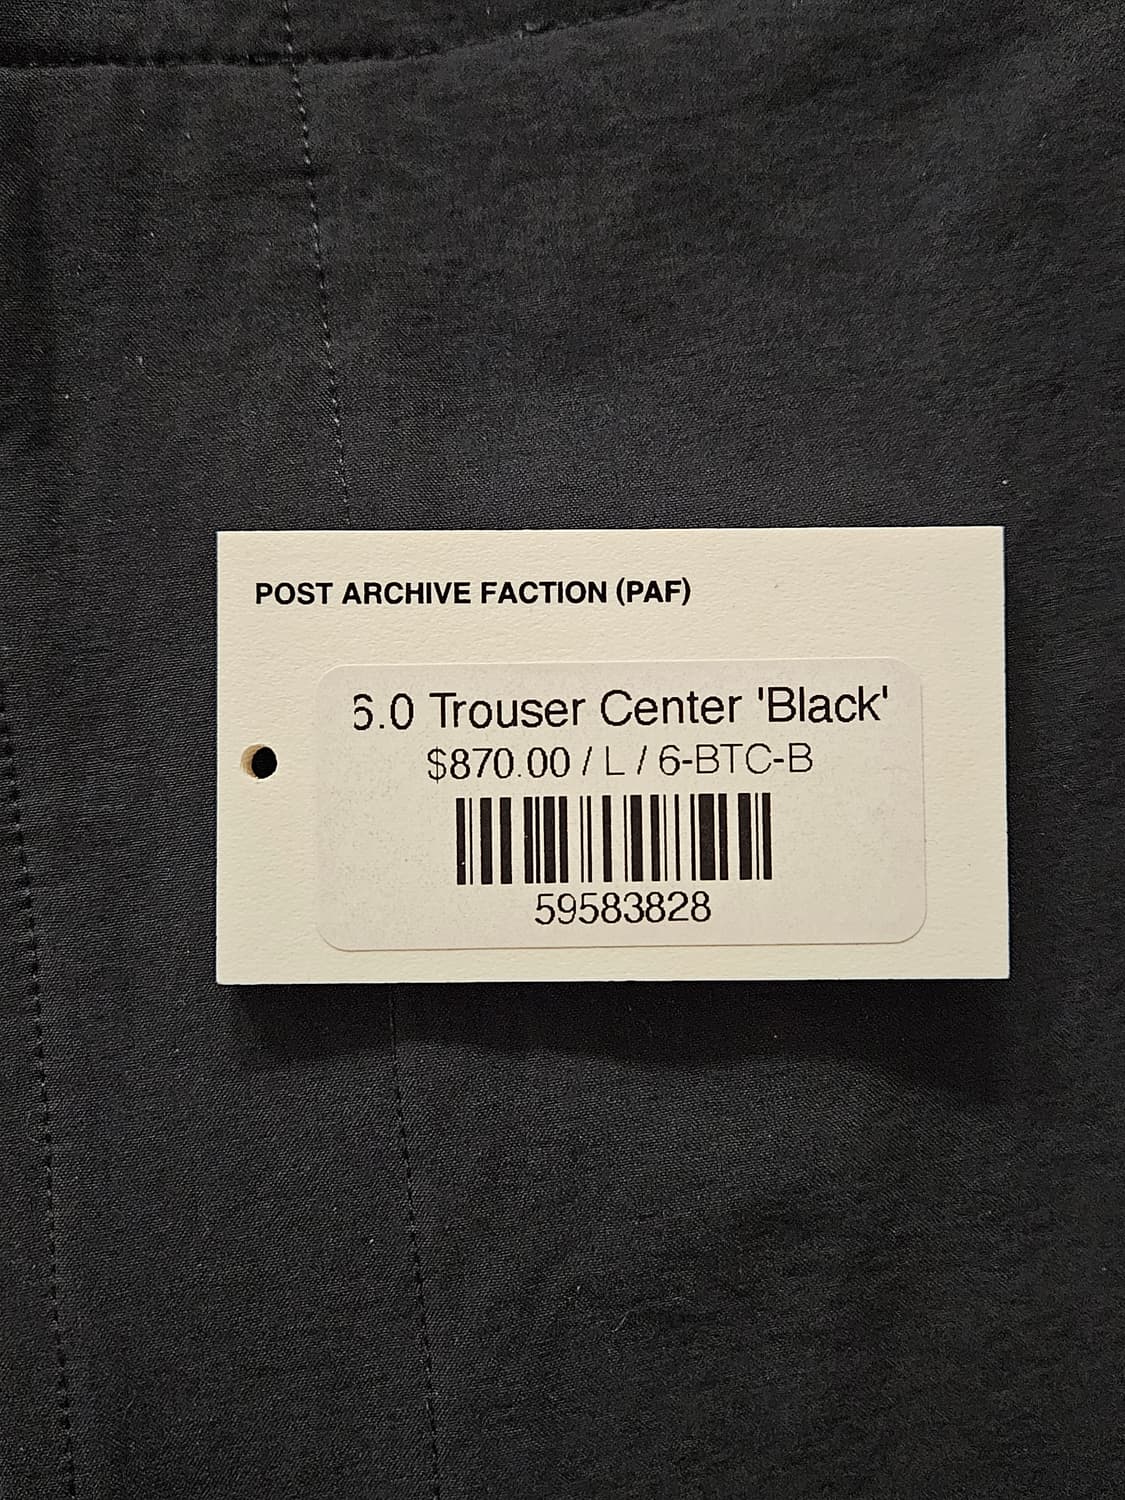 POST ARCHIVE FACTION (PAF)
6.0 Trouser Center 'Black'
$870.00 / L / 6-BTC-B
59583828